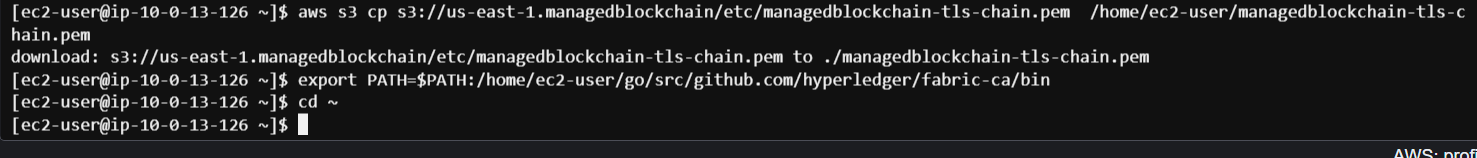 [ec2-user@ip-10-0-13-126 ~]$ aws s3 cp s3://us-east-1.managedblockchain/etc/managedblockchain-tls-chain.pem  /home/ec2-user/managedblockchain-tls-c
hain.pem
download: s3://us-east-1.managedblockchain/etc/managedblockchain-tls-chain.pem to ./managedblockchain-tls-chain.pem
[ec2-user@ip-10-0-13-126 ~]$ export PATH=$PATH:/home/ec2-user/go/src/github.com/hyperledger/fabric-ca/bin
[ec2-user@ip-10-0-13-126 ~]$ cd ~
[ec2-user@ip-10-0-13-126 ~]$
AWS: prof